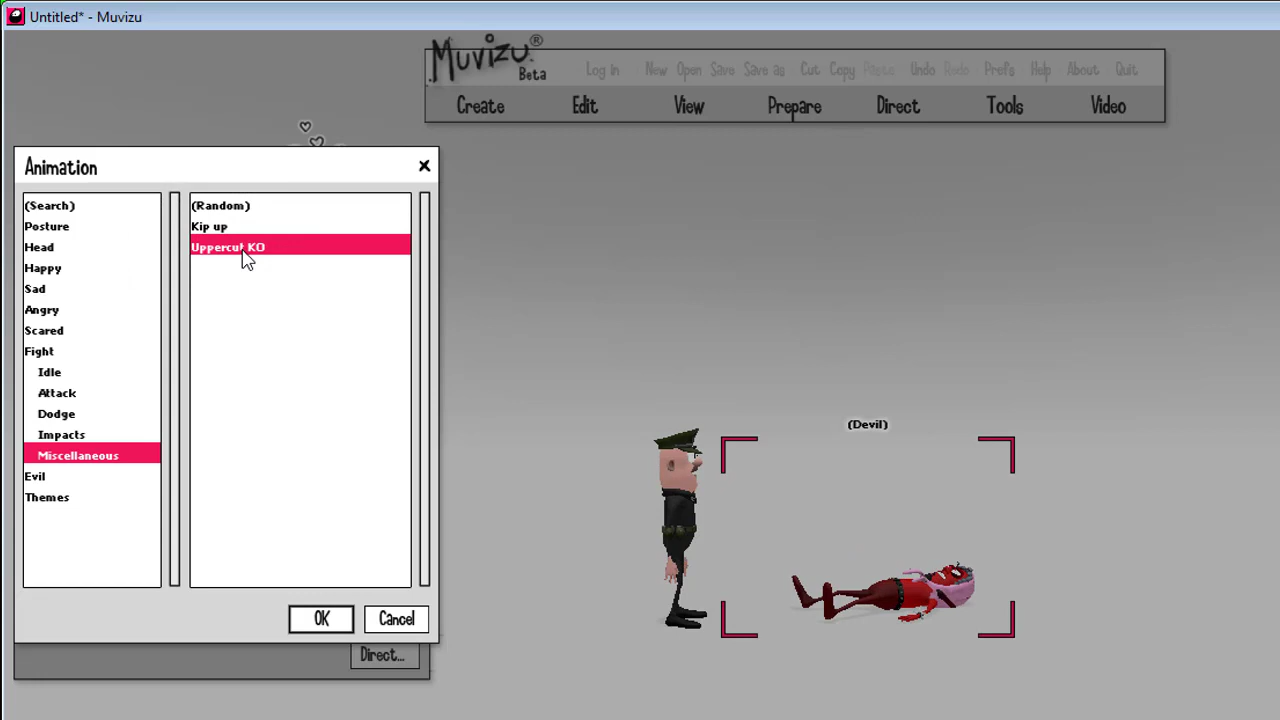 Untitled* - Muvizu
Muvizu®
Beta
Log in New Open Save Save as Cut Copy Paste Undo Redo Prefs Help About Quit
Create Edit View Prepare Direct Tools Video
Animation
(Search)
Posture
Head
Happy
Sad
Angry
Scared
Fight
Idle
Attack
Dodge
Impacts
Miscellaneous
Evil
Themes
(Random)
Kip up
Uppercut KO
OK Cancel
Direct...
(Devil)